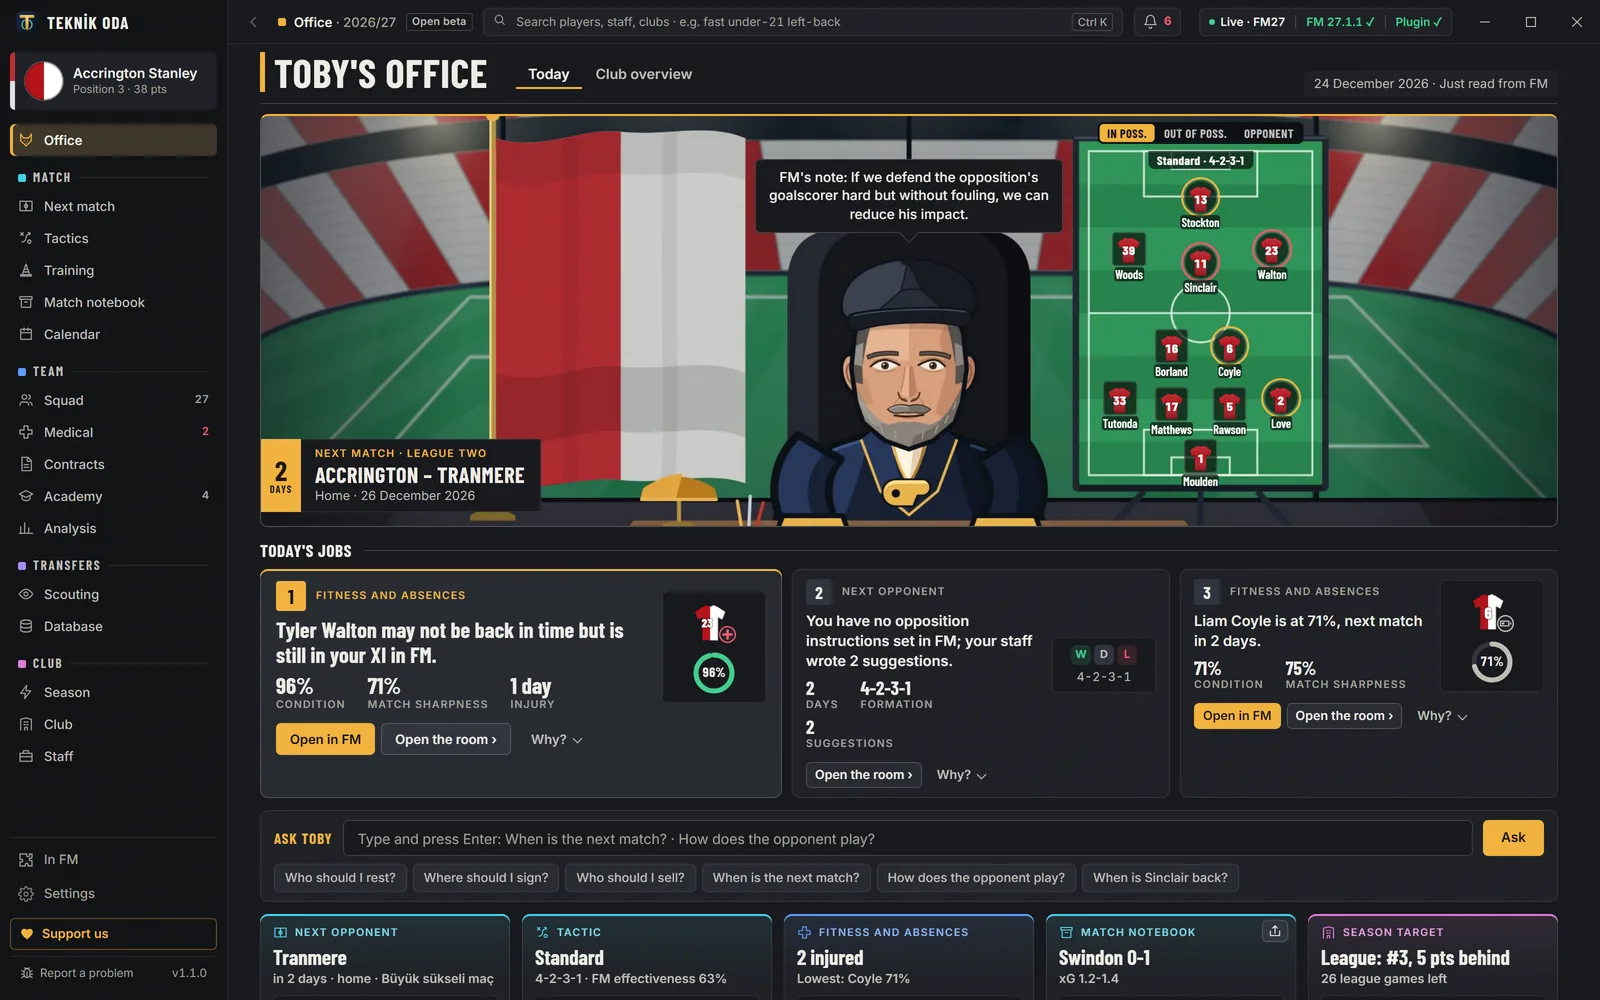 TEKNİK ODA
Accrington Stanley
Position 3 · 38 pts
Office
MATCH
Next match
Tactics
Training
Match notebook
Calendar
TEAM
Squad 27
Medical 2
Contracts
Academy 4
Analysis
TRANSFERS
Scouting
Database
CLUB
Season
Club
Staff
In FM
Settings
Support us
Report a problem v1.1.0
Office · 2026/27 Open beta
Search players, staff, clubs · e.g. fast under-21 left-back Ctrl K
6
Live · FM27 FM 27.1.1 ✓ Plugin ✓
TOBY'S OFFICE
Today Club overview
24 December 2026 · Just read from FM
FM's note: If we defend the opposition's
goalscorer hard but without fouling, we can
reduce his impact.
IN POSS. OUT OF POSS. OPPONENT
Standard · 4-2-3-1
13
Stockton
39
Woods
11
Sinclair
23
Walton
16
Borland
6
Coyle
33
Tutonda
17
Matthews
5
Rawson
2
Love
1
Moulden
2
DAYS
NEXT MATCH · LEAGUE TWO
ACCRINGTON – TRANMERE
Home · 26 December 2026
TODAY'S JOBS
1 FITNESS AND ABSENCES
Tyler Walton may not be back in time but is
still in your XI in FM.
96% 71% 1 day
CONDITION MATCH SHARPNESS INJURY
Open in FM Open the room › Why?
23
96%
2 NEXT OPPONENT
You have no opposition
instructions set in FM; your staff
wrote 2 suggestions.
2 4-2-3-1
DAYS FORMATION
2
SUGGESTIONS
Open the room › Why?
W D L
4-2-3-1
3 FITNESS AND ABSENCES
Liam Coyle is at 71%, next match
in 2 days.
71% 75%
CONDITION MATCH SHARPNESS
Open in FM Open the room › Why?
6
71%
ASK TOBY Type and press Enter: When is the next match? · How does the opponent play? Ask
Who should I rest? Where should I sign? Who should I sell? When is the next match? How does the opponent play? When is Sinclair back?
NEXT OPPONENT
Tranmere
in 2 days · home · Büyük sükseli maç
TACTIC
Standard
4-2-3-1 · FM effectiveness 63%
FITNESS AND ABSENCES
2 injured
Lowest: Coyle 71%
MATCH NOTEBOOK
Swindon 0-1
xG 1.2-1.4
SEASON TARGET
League: #3, 5 pts behind
26 league games left